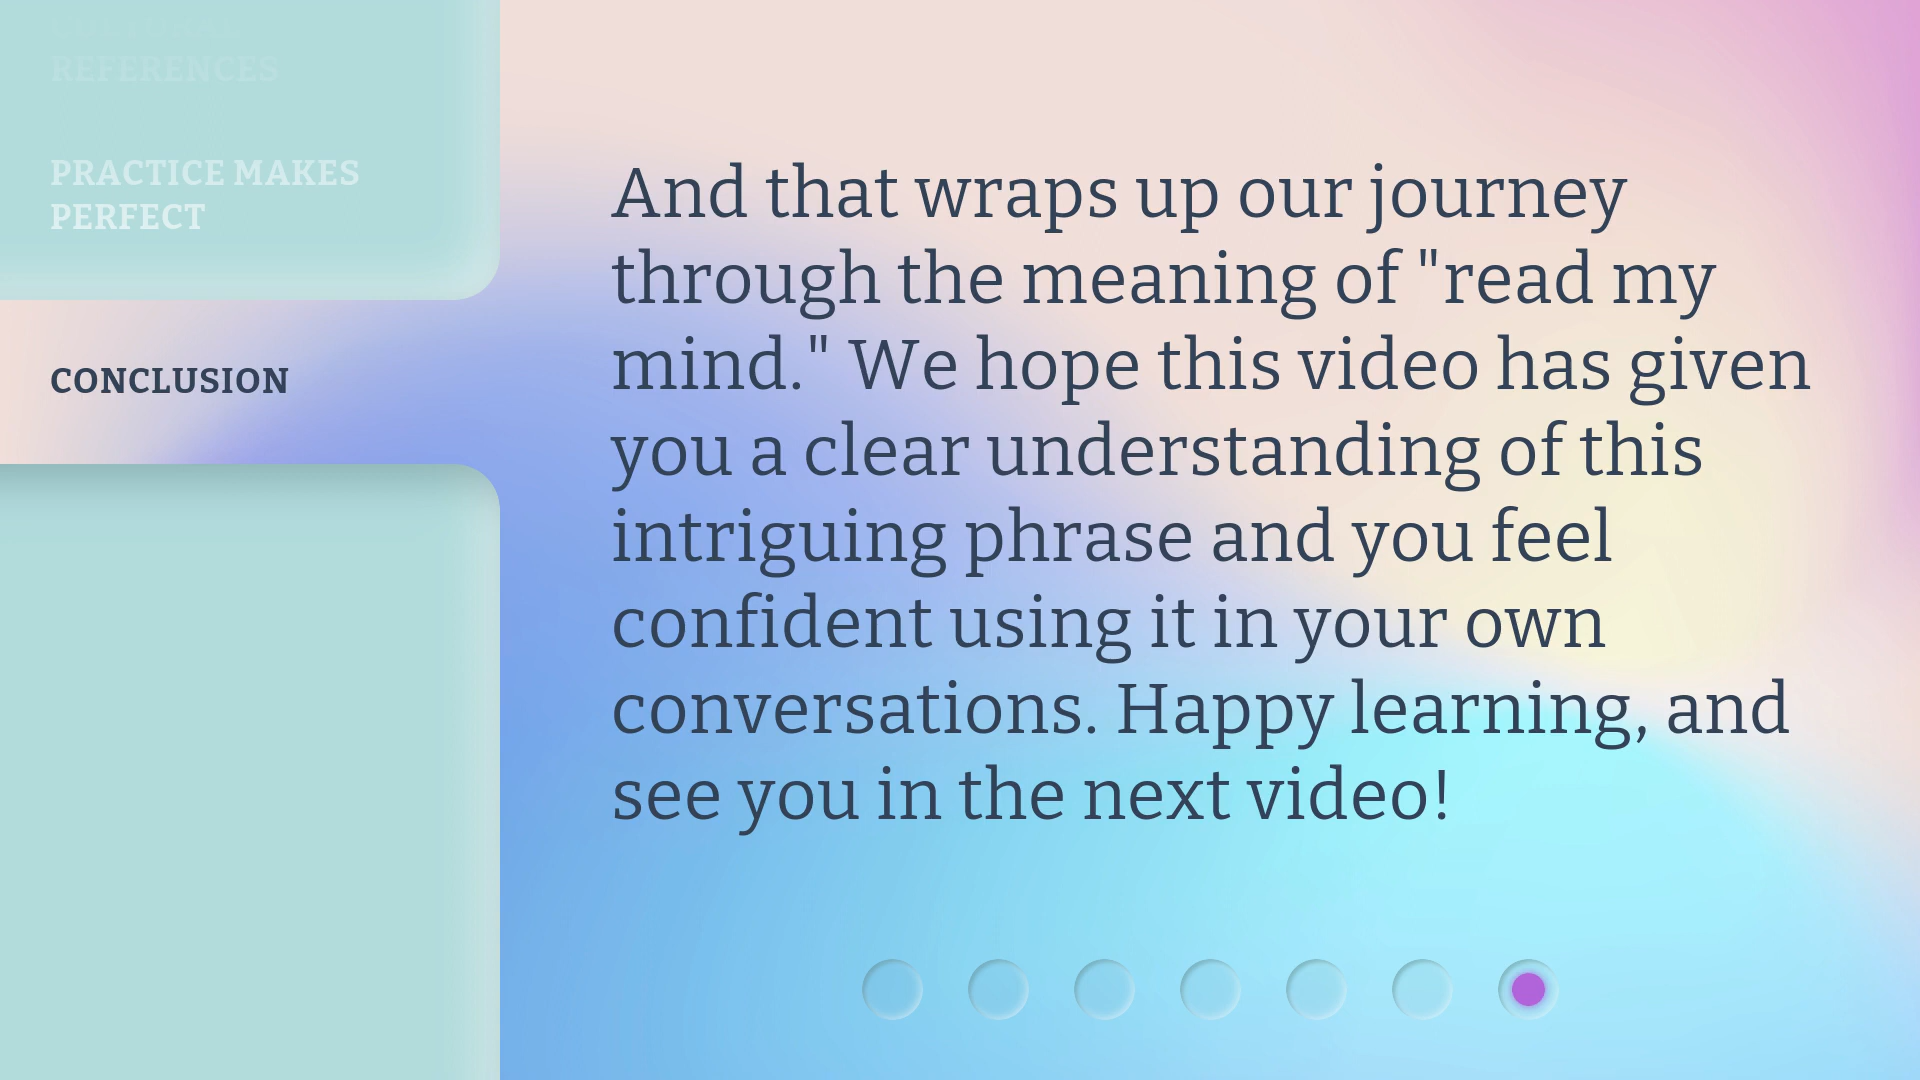 CULTURAL
REFERENCES
PRACTICE MAKES
PERFECT
CONCLUSION
And that wraps up our journey
through the meaning of "read my
mind." We hope this video has given
you a clear understanding of this
intriguing phrase and you feel
confident using it in your own
conversations. Happy learning, and
see you in the next video!